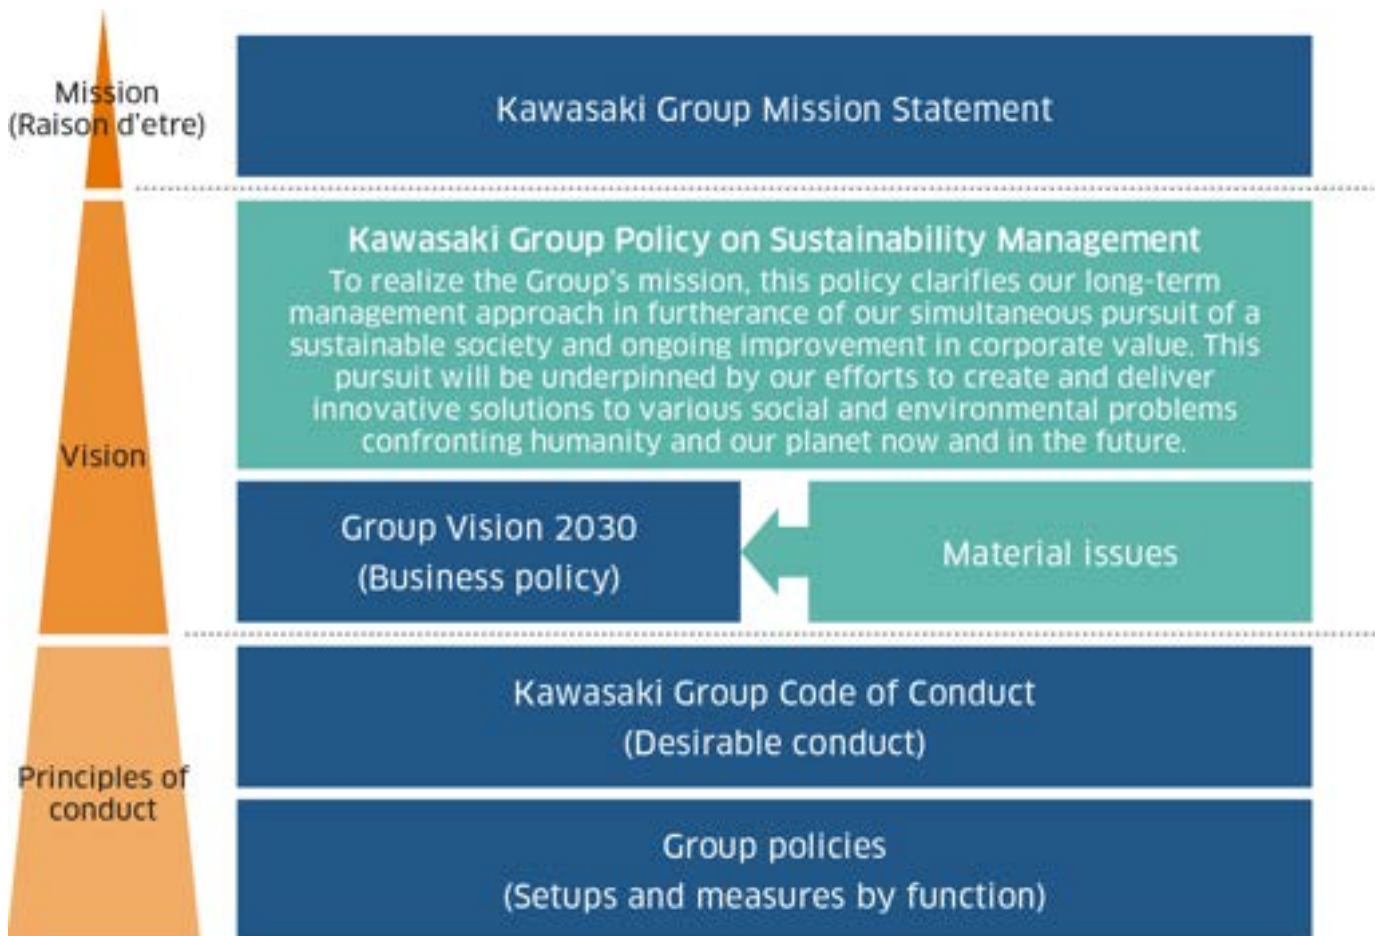 Mission
(Raison d'etre)
Kawasaki Group Mission Statement
Kawasaki Group Policy on Sustainability Management
To realize the Group's mission, this policy clarifies our long-term
management approach in furtherance of our simultaneous pursuit of a
sustainable society and ongoing improvement in corporate value. This
pursuit will be underpinned by our efforts to create and deliver
innovative solutions to various social and environmental problems
confronting humanity and our planet now and in the future.
Vision
Group Vision 2030
(Business policy)
Material issues
Kawasaki Group Code of Conduct
(Desirable conduct)
Principles of
conduct
Group policies
(Setups and measures by function)